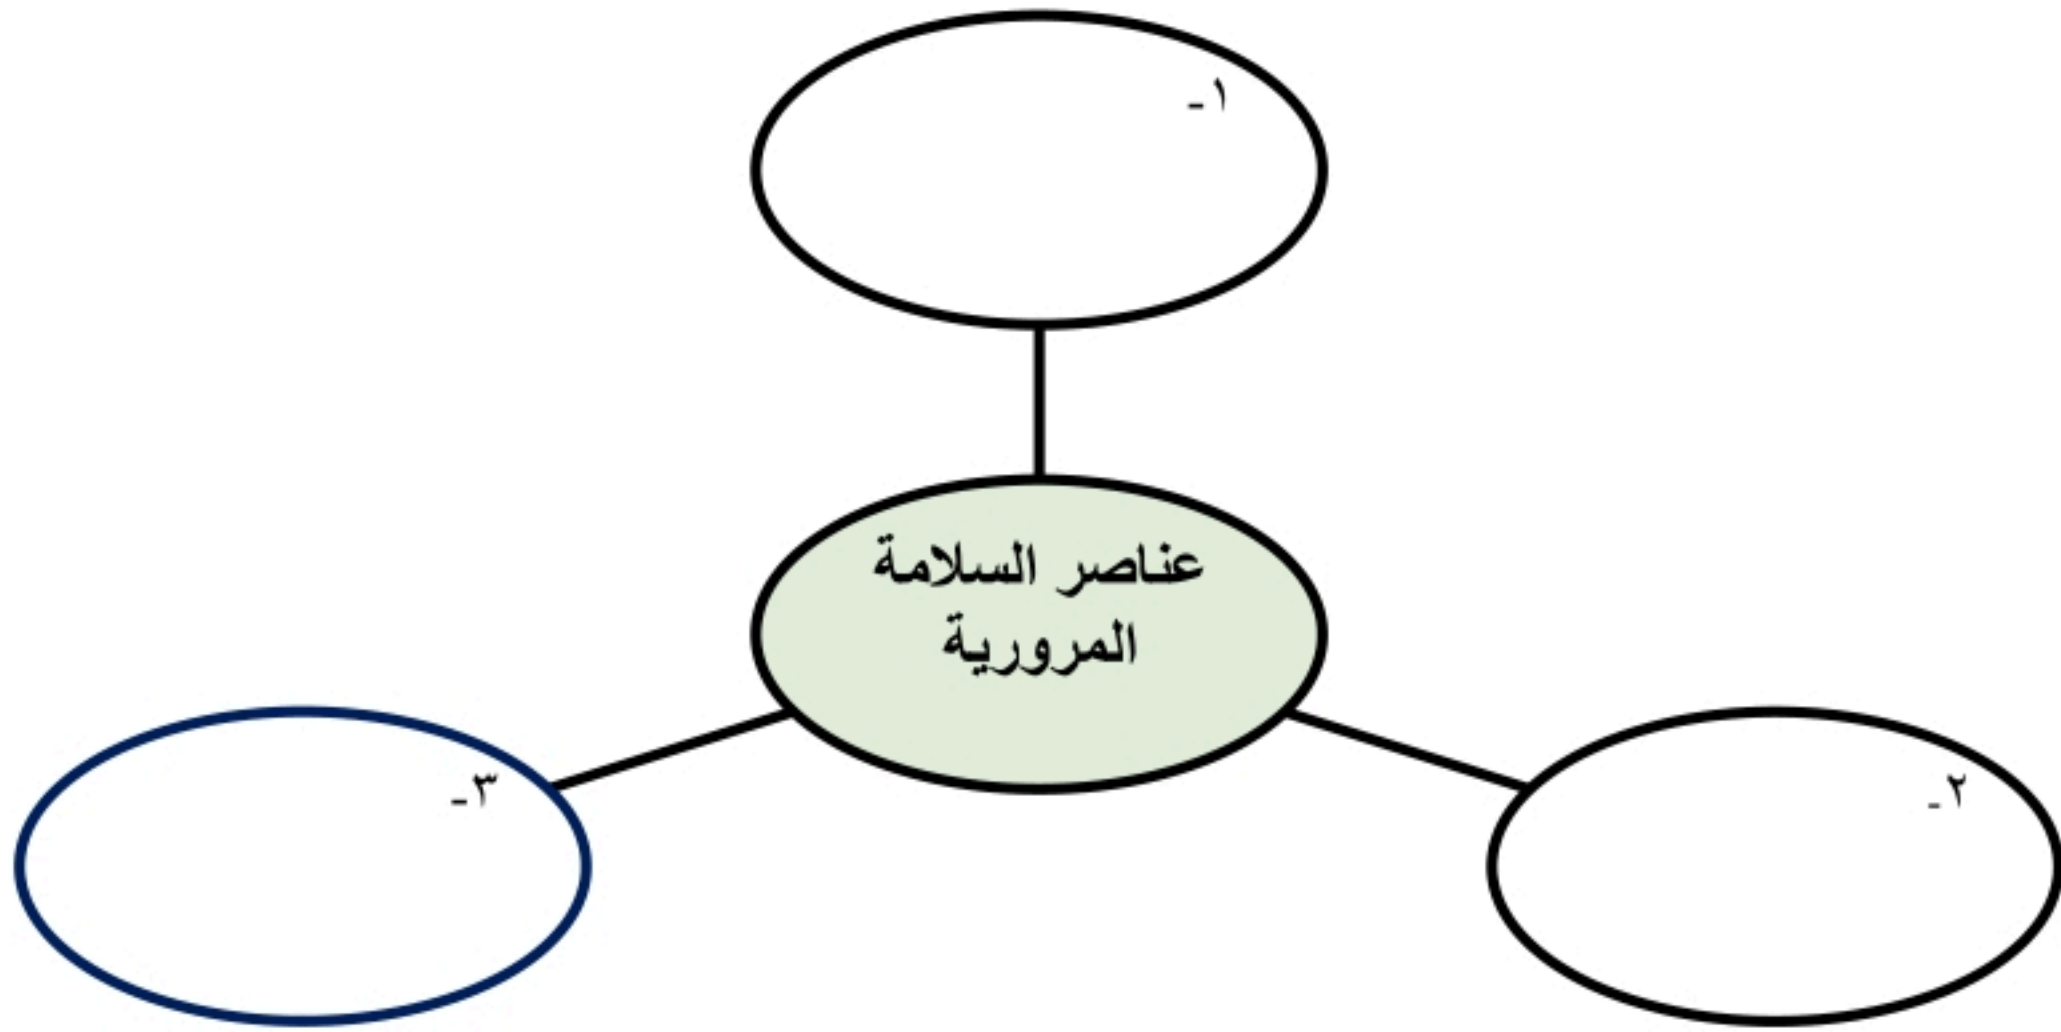 ١-
عناصر السلامة
المرورية
٢-
٣-